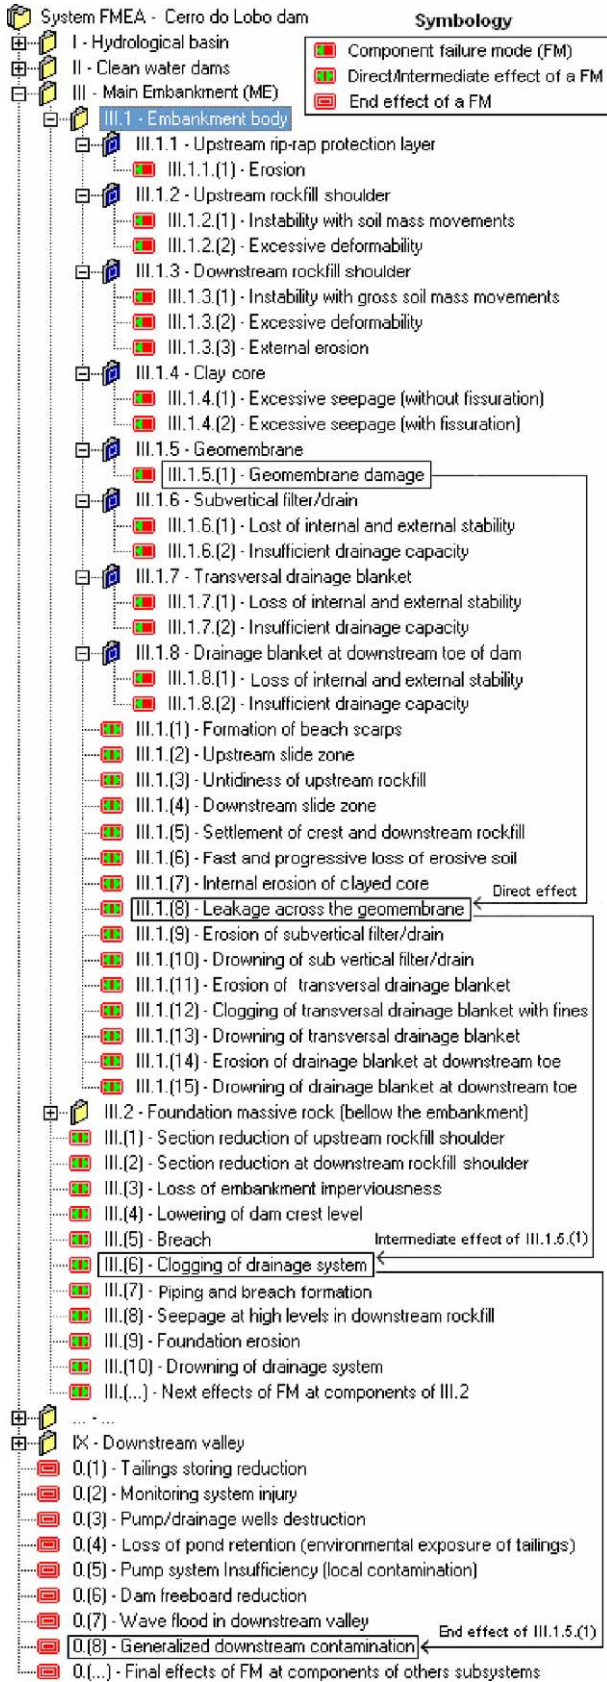 System FMEA - Cerro do Lobo dam
Symbology
Component failure mode (FM)
Direct/Intermediate effect of a FM
End effect of a FM
I - Hydrological basin
II - Clean water dams
III - Main Embankment (ME)
III.1 - Embankment body
III.1.1 - Upstream rip-rap protection layer
III.1.1.(1) - Erosion
III.1.2 - Upstream rockfill shoulder
III.1.2.(1) - Instability with soil mass movements
III.1.2.(2) - Excessive deformability
III.1.3 - Downstream rockfill shoulder
III.1.3.(1) - Instability with gross soil mass movements
III.1.3.(2) - Excessive deformability
III.1.3.(3) - External erosion
III.1.4 - Clay core
III.1.4.(1) - Excessive seepage (without fissuration)
III.1.4.(2) - Excessive seepage (with fissuration)
III.1.5 - Geomembrane
III.1.5.(1) - Geomembrane damage
III.1.6 - Subvertical filter/drain
III.1.6.(1) - Lost of internal and external stability
III.1.6.(2) - Insufficient drainage capacity
III.1.7 - Transversal drainage blanket
III.1.7.(1) - Loss of internal and external stability
III.1.7.(2) - Insufficient drainage capacity
III.1.8 - Drainage blanket at downstream toe of dam
III.1.8.(1) - Loss of internal and external stability
III.1.8.(2) - Insufficient drainage capacity
III.1.(1) - Formation of beach scarps
III.1.(2) - Upstream slide zone
III.1.(3) - Untidiness of upstream rockfill
III.1.(4) - Downstream slide zone
III.1.(5) - Settlement of crest and downstream rockfill
III.1.(6) - Fast and progressive loss of erosive soil
III.1.(7) - Internal erosion of clayed core
Direct effect
III.1.(8) - Leakage across the geomembrane
III.1.(9) - Erosion of subvertical filter/drain
III.1.(10) - Drowning of sub vertical filter/drain
III.1.(11) - Erosion of transversal drainage blanket
III.1.(12) - Clogging of transversal drainage blanket with fines
III.1.(13) - Drowning of transversal drainage blanket
III.1.(14) - Erosion of drainage blanket at downstream toe
III.1.(15) - Drowning of drainage blanket at downstream toe
III.2 - Foundation massive rock (bellow the embankment)
III.(1) - Section reduction of upstream rockfill shoulder
III.(2) - Section reduction at downstream rockfill shoulder
III.(3) - Loss of embankment imperviousness
III.(4) - Lowering of dam crest level
III.(5) - Breach
Intermediate effect of III.1.5.(1)
III.(6) - Clogging of drainage system
III.(7) - Piping and breach formation
III.(8) - Seepage at high levels in downstream rockfill
III.(9) - Foundation erosion
III.(10) - Drowning of drainage system
III.(...) - Next effects of FM at components of III.2
... - ...
IX - Downstream valley
0.(1) - Tailings storing reduction
0.(2) - Monitoring system injury
0.(3) - Pump/drainage wells destruction
0.(4) - Loss of pond retention (environmental exposure of tailings)
0.(5) - Pump system Insufficiency (local contamination)
0.(6) - Dam freeboard reduction
0.(7) - Wave flood in downstream valley
End effect of III.1.5.(1)
0.(8) - Generalized downstream contamination
0.(...) - Final effects of FM at components of others subsystems